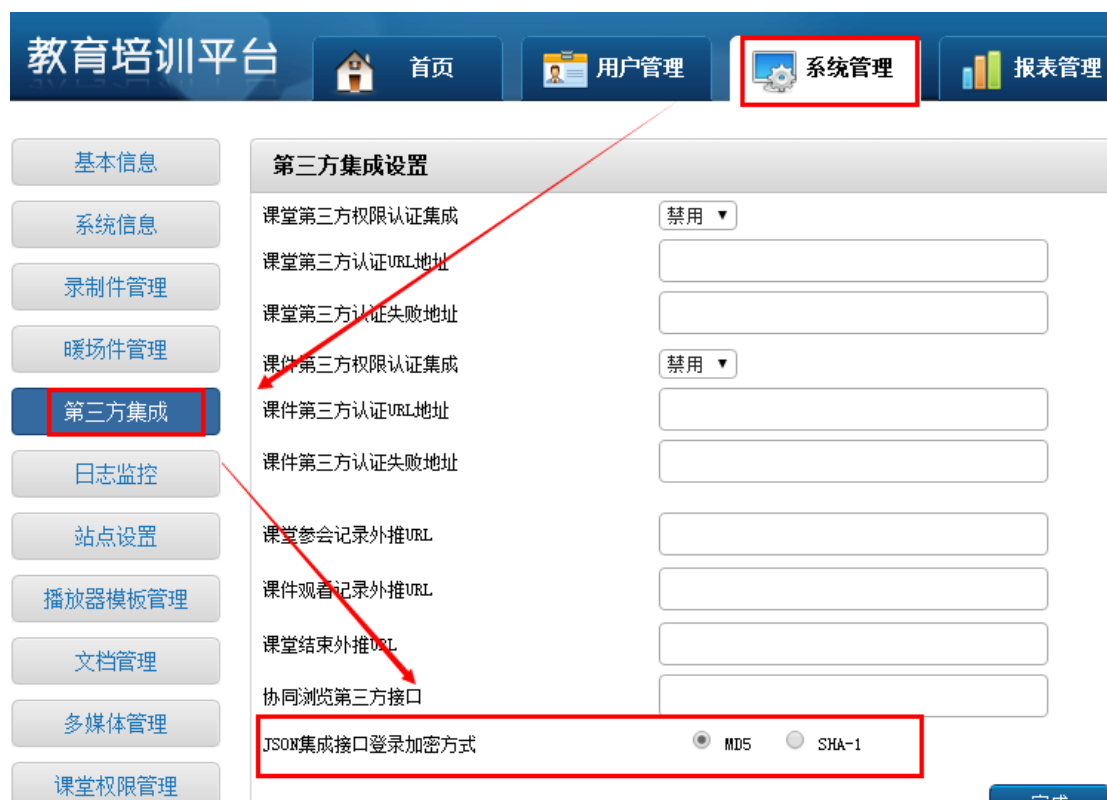 教育培训平台
首页
用户管理
系统管理
报表管理
基本信息
系统信息
录制件管理
暖场件管理
第三方集成
日志监控
站点设置
播放器模板管理
文档管理
多媒体管理
课堂权限管理
第三方集成设置
课堂第三方权限认证集成 禁用
课堂第三方认证URL地址
课堂第三方认证失败地址
课件第三方权限认证集成 禁用
课件第三方认证URL地址
课件第三方认证失败地址
课堂参会记录外推URL
课件观看记录外推URL
课堂结束外推URL
协同浏览第三方接口
JSON集成接口登录加密方式 MD5 SHA-1
完成